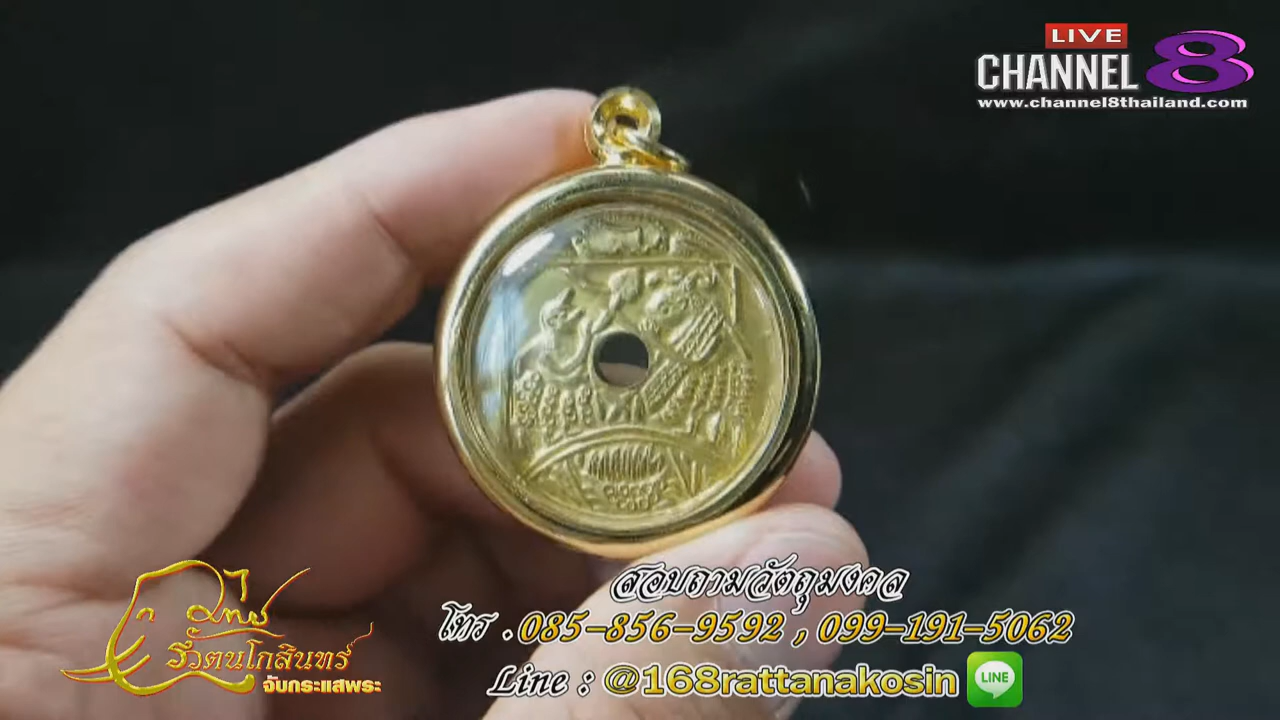 LIVE
CHANNEL 8
www.channel8thailand.com
สอบถามวัตถุมงคล
โทร . 085-856-9592 , 099-191-5062
Line : @168rattanakosin
LINE
รัตนโกสินทร์
จับกระแสพระ